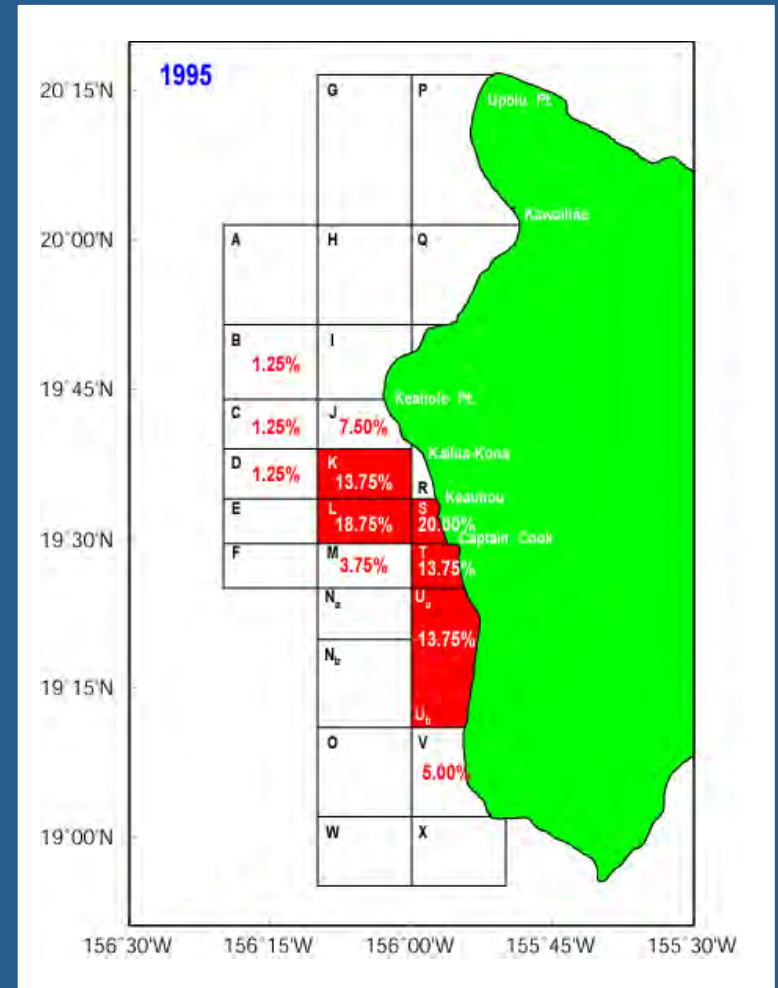 1995
20°15'N
G
P
Upolu Pt.
Kawaihae
20°00'N
A
H
Q
B
I
1.25%
19°45'N
Keahole Pt.
C
J
1.25%
7.50%
Kailua-Kona
D
K
1.25%
13.75%
R
Keauhou
E
L
S
18.75%
20.00%
19°30'N
Captain Cook
F
M
T
3.75%
13.75%
Na
Ua
13.75%
Nb
19°15'N
Ub
O
V
5.00%
19°00'N
W
X
156°30'W
156°15'W
156°00'W
155°45'W
155°30'W